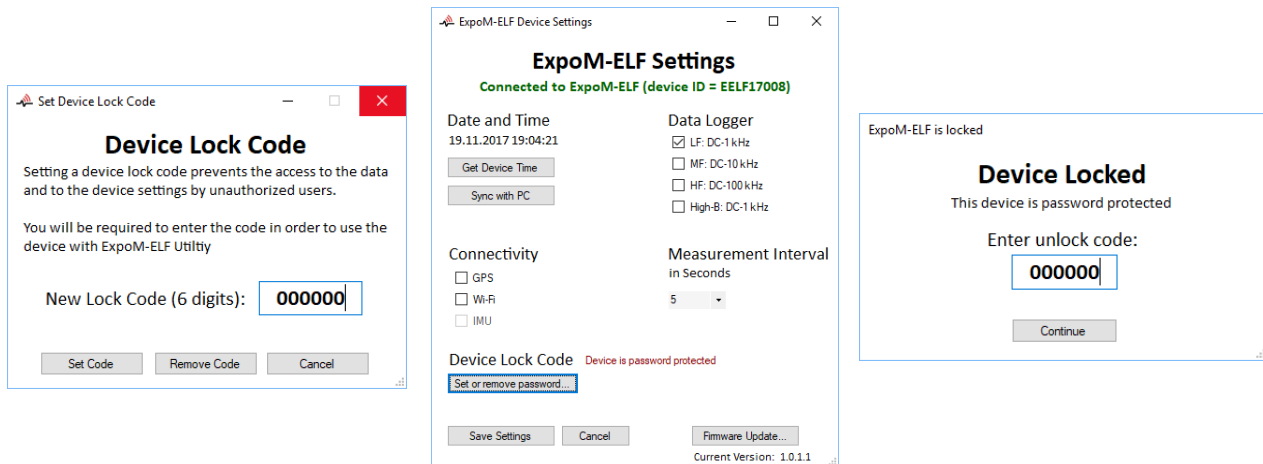 Set Device Lock Code
Device Lock Code
Setting a device lock code prevents the access to the data
and to the device settings by unauthorized users.
You will be required to enter the code in order to use the
device with ExpoM-ELF Utiltiy
New Lock Code (6 digits): 000000
Set Code Remove Code Cancel
ExpoM-ELF Device Settings
ExpoM-ELF Settings
Connected to ExpoM-ELF (device ID = EELF17008)
Date and Time
19.11.2017 19:04:21
Get Device Time
Sync with PC
Data Logger
LF: DC-1 kHz
MF: DC-10 kHz
HF: DC-100 kHz
High-B: DC-1 kHz
Connectivity
GPS
Wi-Fi
IMU
Measurement Interval
in Seconds
5
Device Lock Code Device is password protected
Set or remove password...
Save Settings Cancel Firmware Update...
Current Version: 1.0.1.1
ExpoM-ELF is locked
Device Locked
This device is password protected
Enter unlock code:
000000
Continue